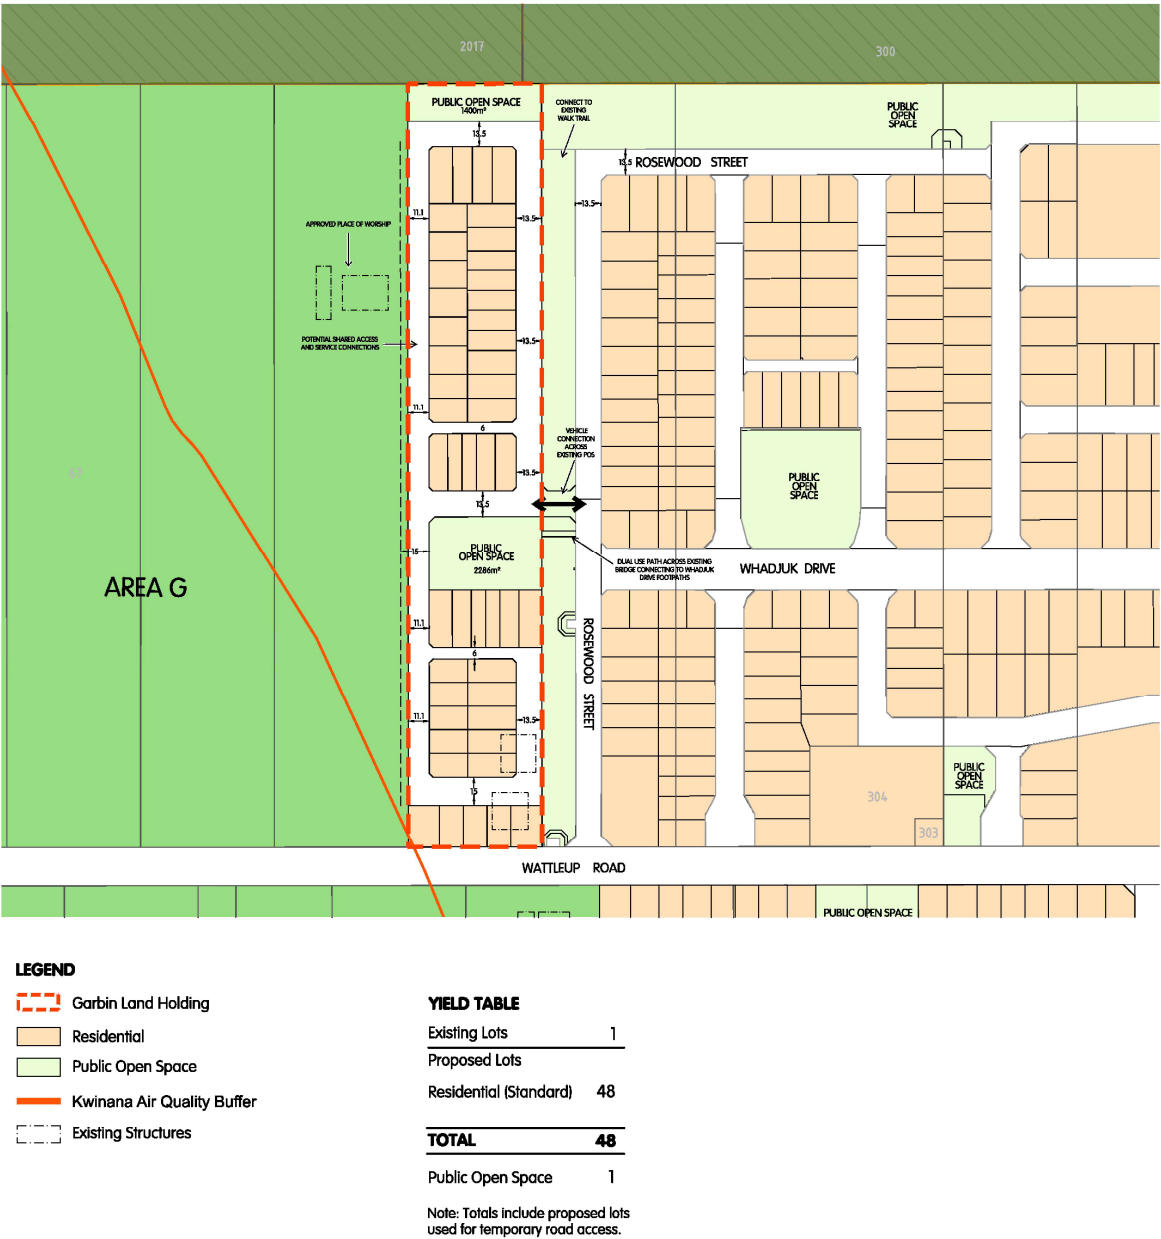 2017
300
PUBLIC OPEN SPACE
1400m²
CONNECT TO
EXISTING
WALK TRAIL
PUBLIC
OPEN
SPACE
13.5
13.5
ROSEWOOD STREET
11.1
13.5
13.5
APPROVED PLACE OF WORSHIP
POTENTIAL SHARED ACCESS
AND SERVICE CONNECTIONS
13.5
11.1
6
VEHICLE
CONNECTION
ACROSS
EXISTING POS
13.5
13.5
PUBLIC
OPEN
SPACE
15
PUBLIC
OPEN SPACE
2286m²
DUAL USE PATH ACROSS EXISTING
BRIDGE CONNECTING TO WHADJUK
DRIVE FOOTPATHS
WHADJUK DRIVE
AREA G
11.1
6
ROSEWOOD STREET
11.1
13.5
15
PUBLIC
OPEN
SPACE
304
303
WATTLEUP ROAD
PUBLIC OPEN SPACE
LEGEND
Garbin Land Holding
Residential
Public Open Space
Kwinana Air Quality Buffer
Existing Structures
YIELD TABLE
Existing Lots 1
Proposed Lots
Residential (Standard) 48
TOTAL 48
Public Open Space 1
Note: Totals include proposed lots
used for temporary road access.